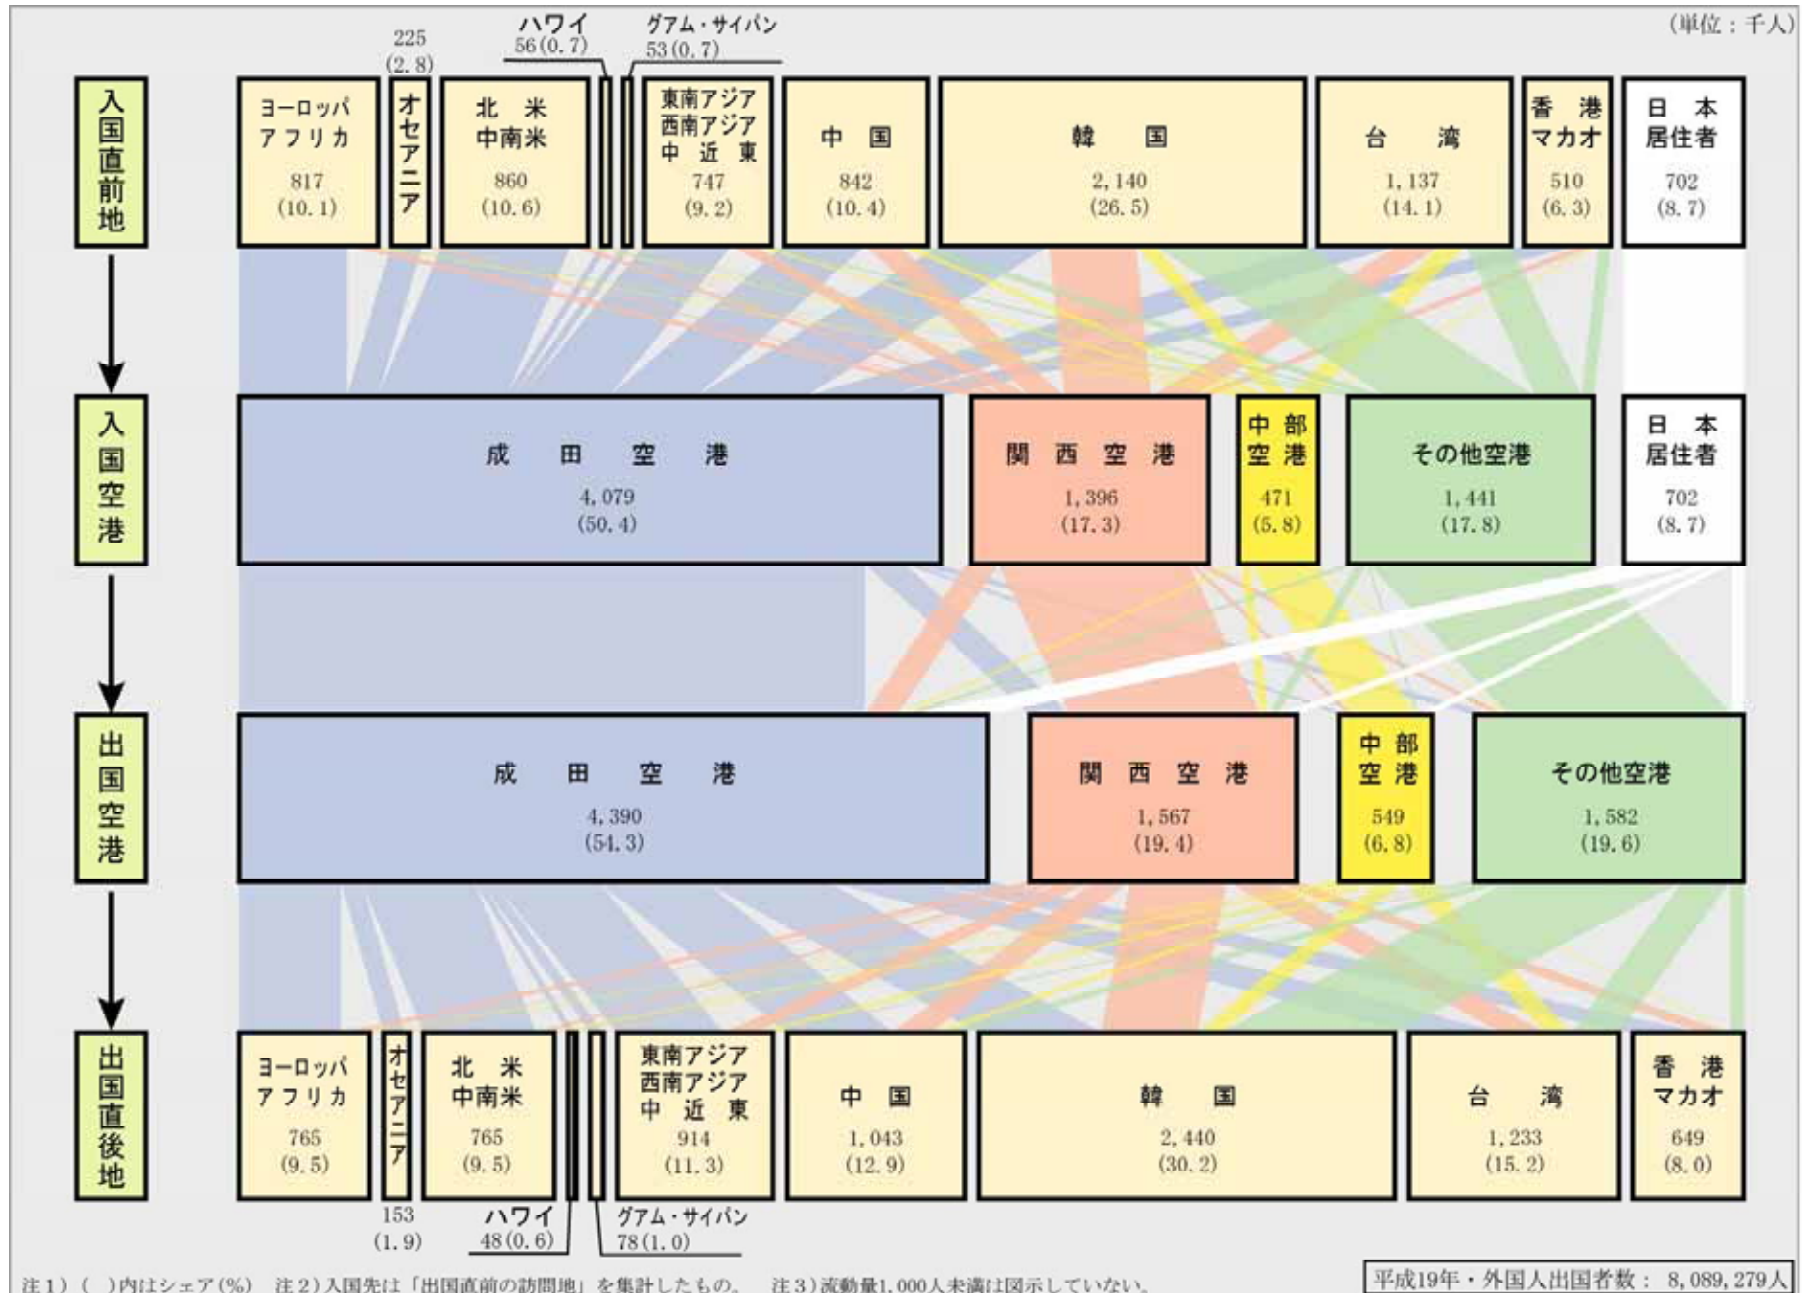 (単位：千人)
ハワイ
56(0.7)
グアム・サイパン
53(0.7)
225
(2.8)
入国直前地
ヨーロッパ
アフリカ
817
(10.1)
オセアニア
北米
中南米
860
(10.6)
東南アジア
西南アジア
中近東
747
(9.2)
中国
842
(10.4)
韓国
2,140
(26.5)
台湾
1,137
(14.1)
香港
マカオ
510
(6.3)
日本
居住者
702
(8.7)
入国空港
成田空港
4,079
(50.4)
関西空港
1,396
(17.3)
中部
空港
471
(5.8)
その他空港
1,441
(17.8)
日本
居住者
702
(8.7)
出国空港
成田空港
4,390
(54.3)
関西空港
1,567
(19.4)
中部
空港
549
(6.8)
その他空港
1,582
(19.6)
出国直後地
ヨーロッパ
アフリカ
765
(9.5)
オセアニア
北米
中南米
765
(9.5)
東南アジア
西南アジア
中近東
914
(11.3)
中国
1,043
(12.9)
韓国
2,440
(30.2)
台湾
1,233
(15.2)
香港
マカオ
649
(8.0)
153
(1.9)
ハワイ
48(0.6)
グアム・サイパン
78(1.0)
注1)(　)内はシェア(%)　注2)入国先は「出国直前の訪問地」を集計したもの。　注3)流動量1,000人未満は図示していない。
平成19年・外国人出国者数： 8,089,279人